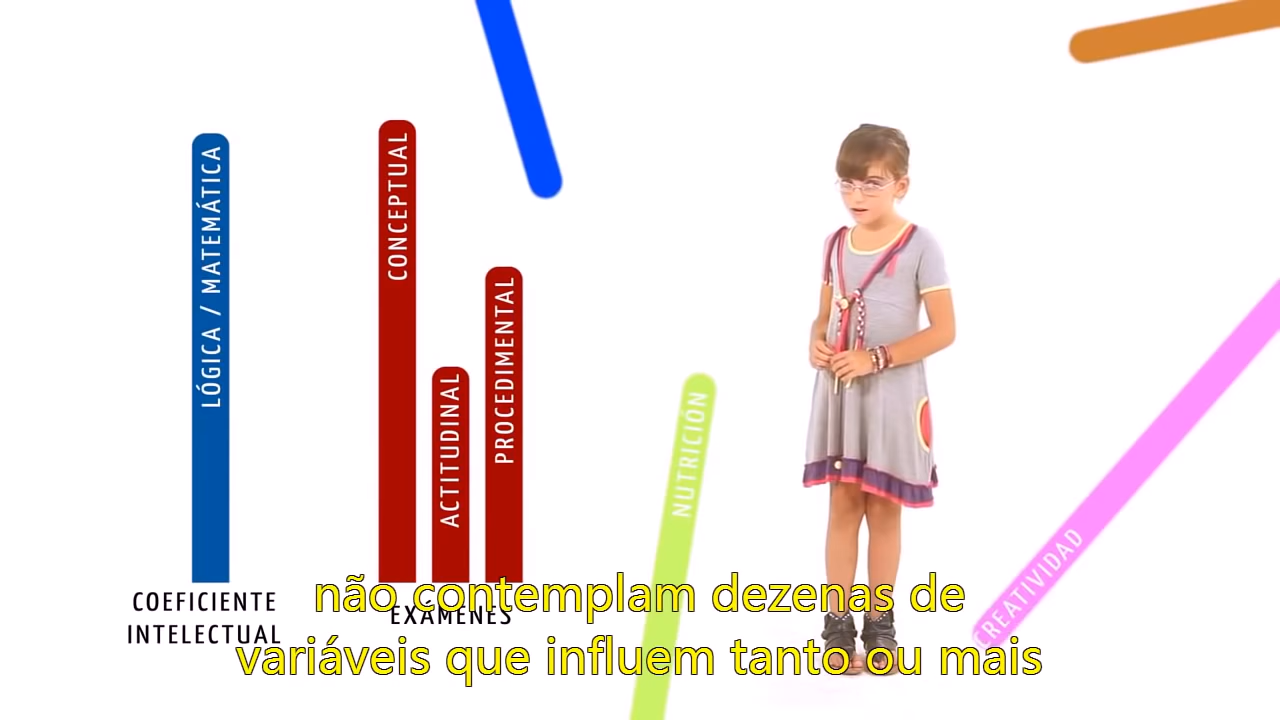 LÓGICA / MATEMÁTICA
CONCEPTUAL
ACTITUDINAL
PROCEDIMENTAL
NUTRICIÓN
CREATIVIDAD
COEFICIENTE
INTELECTUAL
EXÁMENES
não contemplam dezenas de
variáveis que influem tanto ou mais